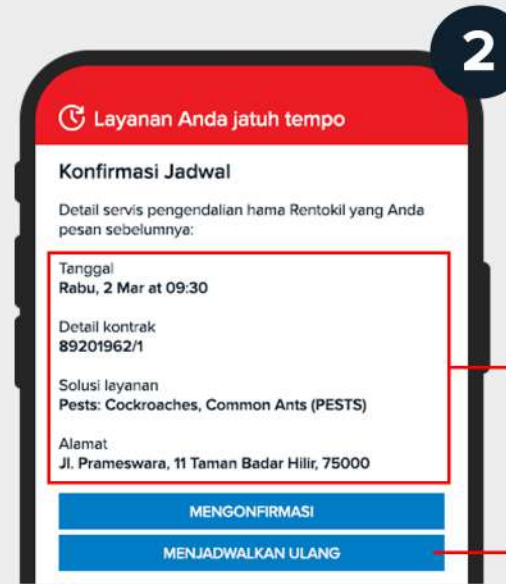 2
Layanan Anda jatuh tempo
Konfirmasi Jadwal
Detail servis pengendalian hama Rentokil yang Anda
pesan sebelumnya:
Tanggal
Rabu, 2 Mar at 09:30
Detail kontrak
89201962/1
Solusi layanan
Pests: Cockroaches, Common Ants (PESTS)
Alamat
Jl. Prameswara, 11 Taman Badar Hilir, 75000
MENGONFIRMASI
MENJADWALKAN ULANG